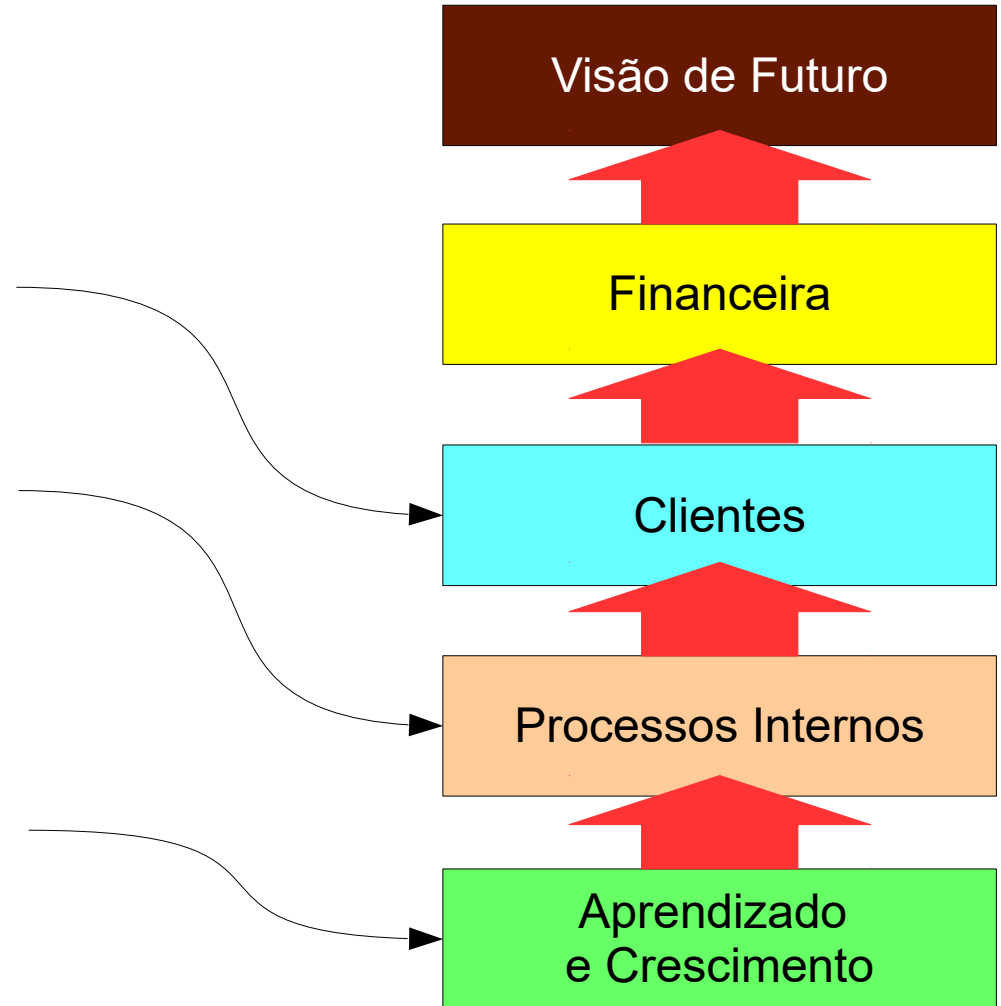 Visão de Futuro
Financeira
Clientes
Processos Internos
Aprendizado
e Crescimento